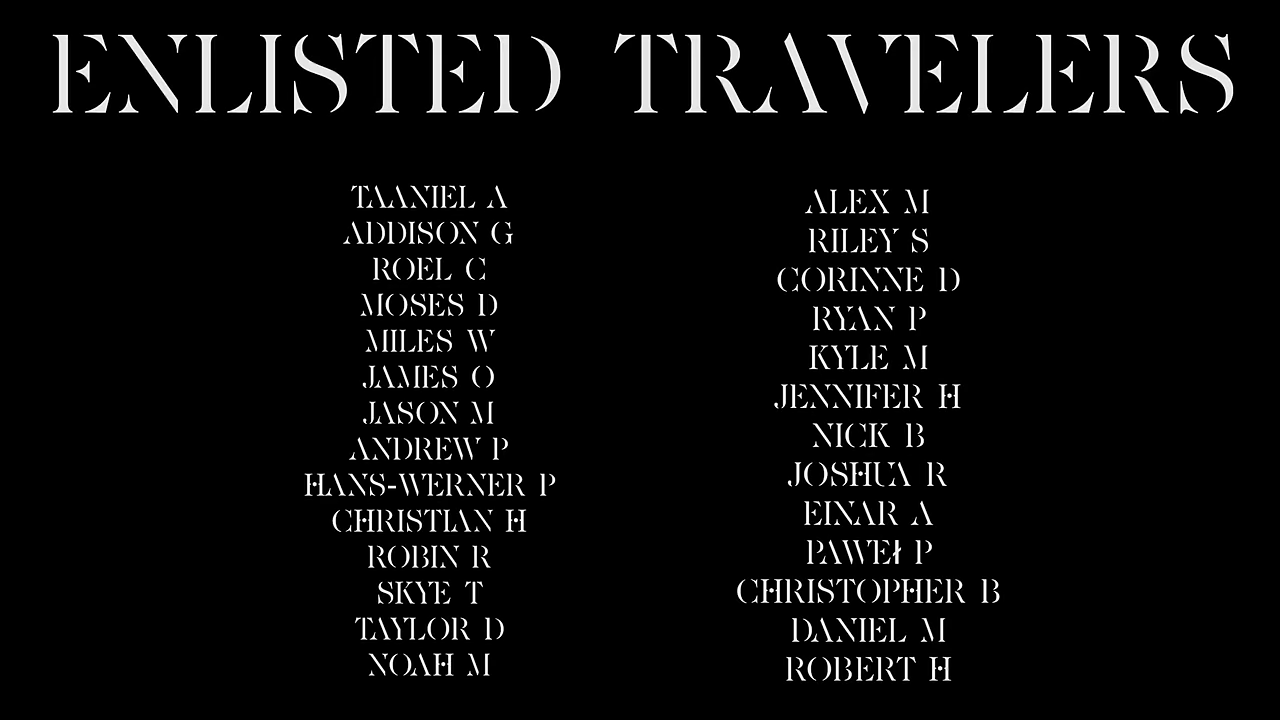 ENLISTED TRAVELERS
TAANIEL A
ADDISON G
ROEL C
MOSES D
MILES W
JAMES O
JASON M
ANDREW P
HANS-WERNER P
CHRISTIAN H
ROBIN R
SKYE T
TAYLOR D
NOAH M
ALEX M
RILEY S
CORINNE D
RYAN P
KYLE M
JENNIFER H
NICK B
JOSHUA R
EINAR A
PAWEł P
CHRISTOPHER B
DANIEL M
ROBERT H